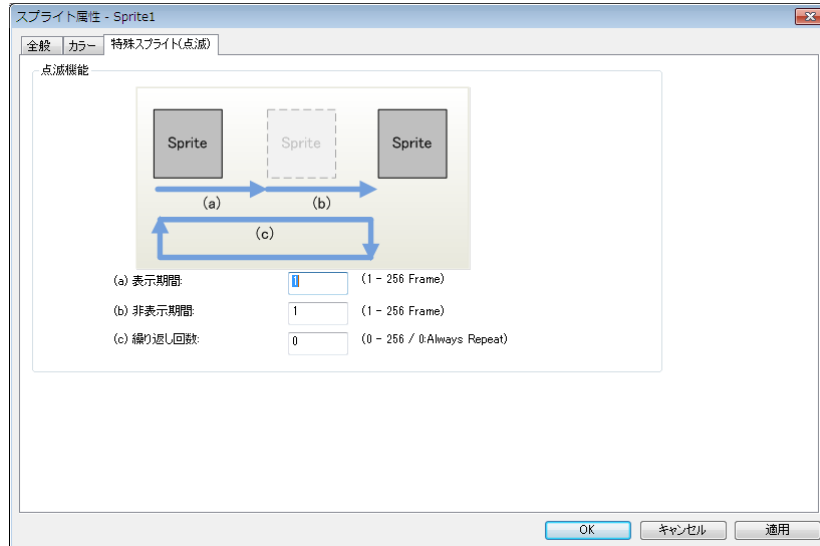 スプライト属性 - Sprite1
全般 カラー 特殊スプライト(点滅)
点滅機能
Sprite Sprite Sprite
(a) (b)
(c)
(a) 表示期間: 1 (1 - 256 Frame)
(b) 非表示期間: 1 (1 - 256 Frame)
(c) 繰り返し回数: 0 (0 - 256 / 0:Always Repeat)
OK キャンセル 適用